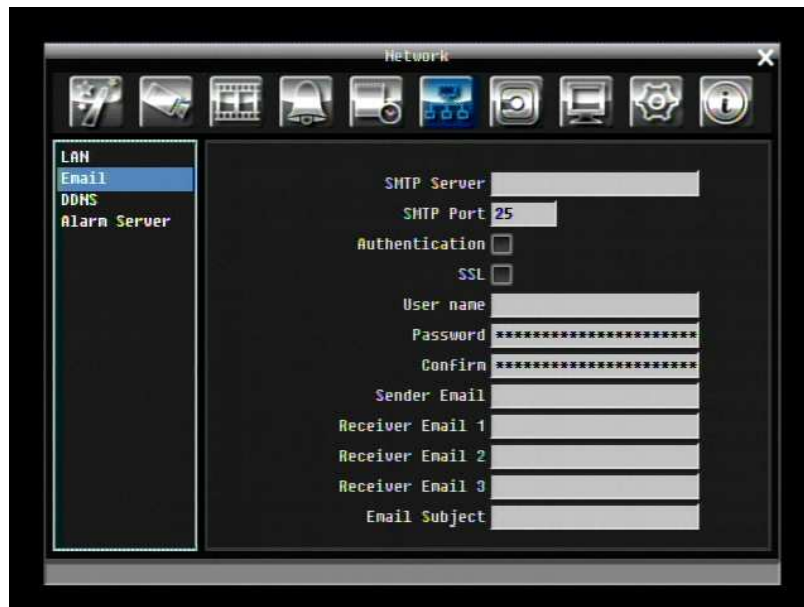 Network
X
LAN
Email
DDNS
Alarm Server
SMTP Server
SMTP Port 25
Authentication
SSL
User name
Password **********************
Confirm **********************
Sender Email
Receiver Email 1
Receiver Email 2
Receiver Email 3
Email Subject